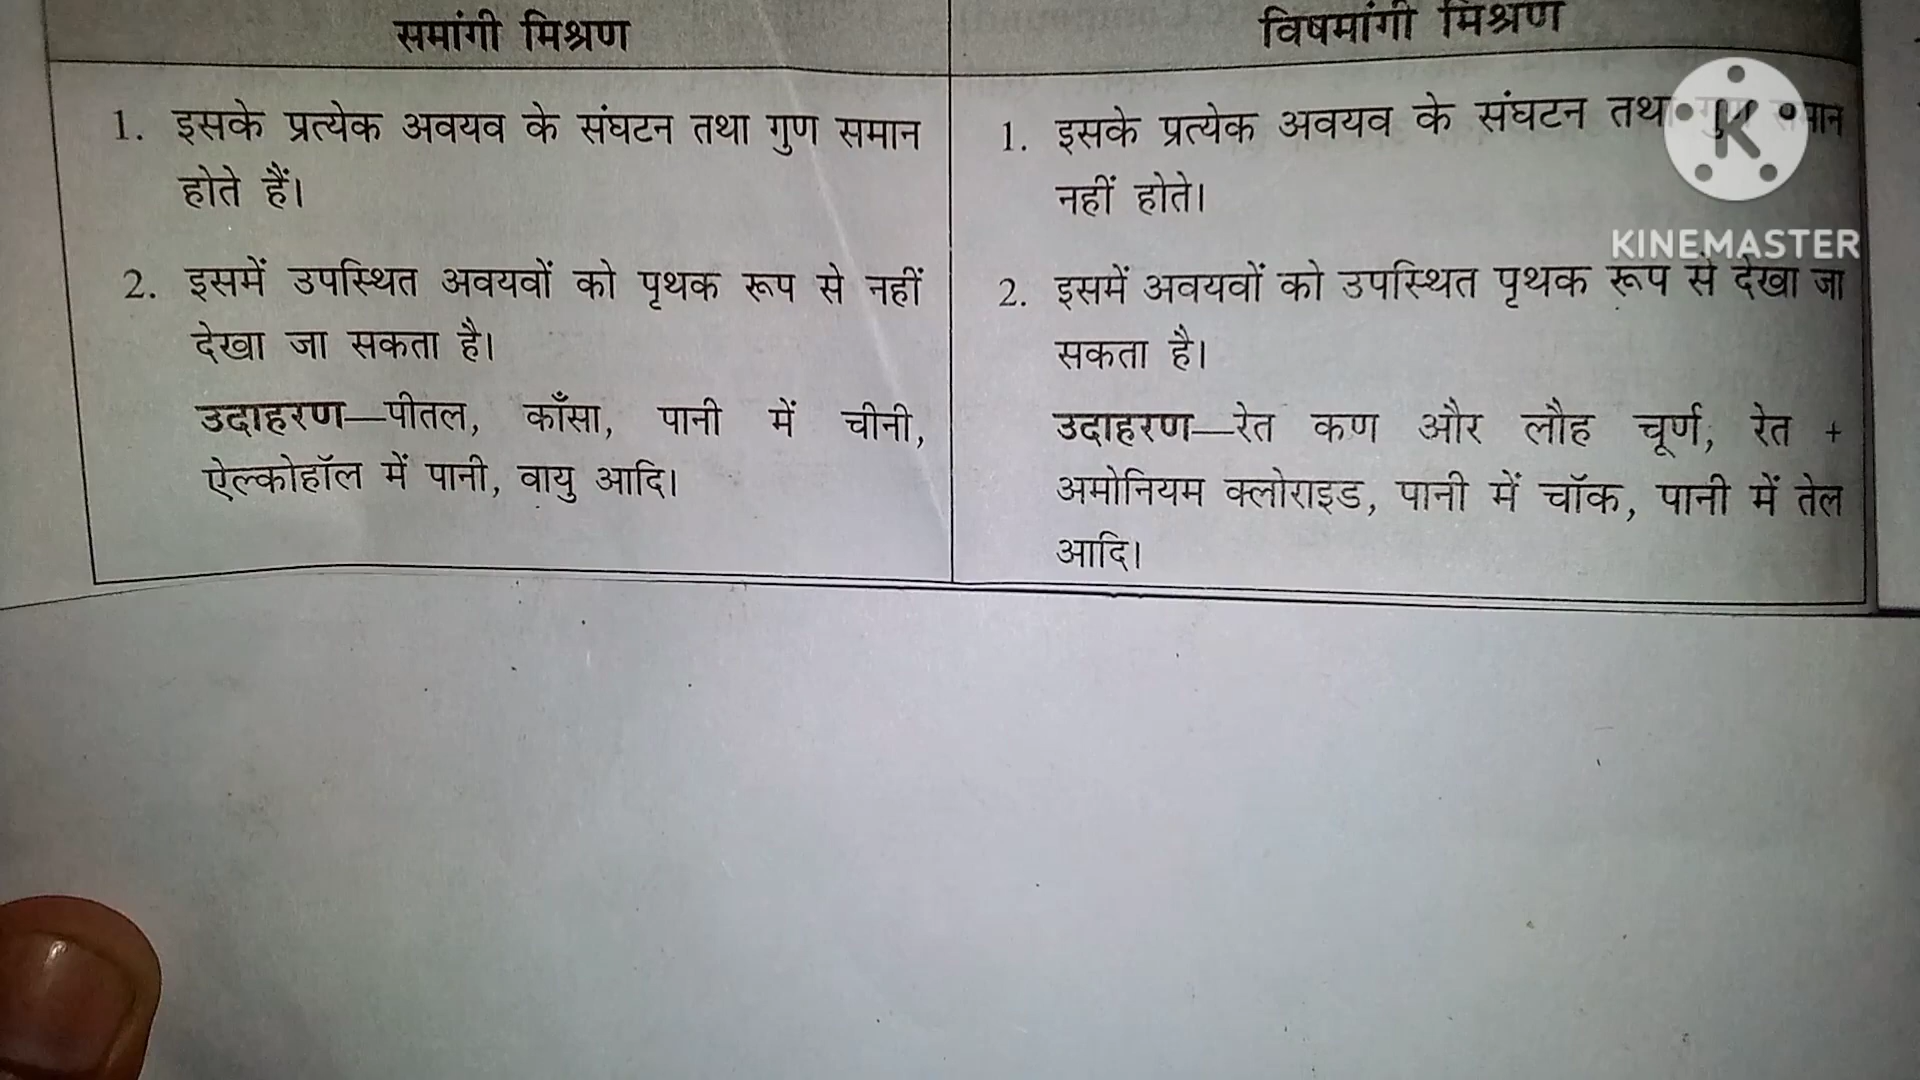 समांगी मिश्रण
1. इसके प्रत्येक अवयव के संघटन तथा गुण समान
होते हैं।
2. इसमें उपस्थित अवयवों को पृथक रूप से नहीं
देखा जा सकता है।
उदाहरण—पीतल, काँसा, पानी में चीनी,
ऐल्कोहॉल में पानी, वायु आदि।
विषमांगी मिश्रण
1. इसके प्रत्येक अवयव के संघटन तथा गुण समान
नहीं होते।
2. इसमें अवयवों को उपस्थित पृथक रूप से देखा जा
सकता है।
उदाहरण—रेत कण और लौह चूर्ण, रेत +
अमोनियम क्लोराइड, पानी में चॉक, पानी में तेल
आदि।
K
KINEMASTER